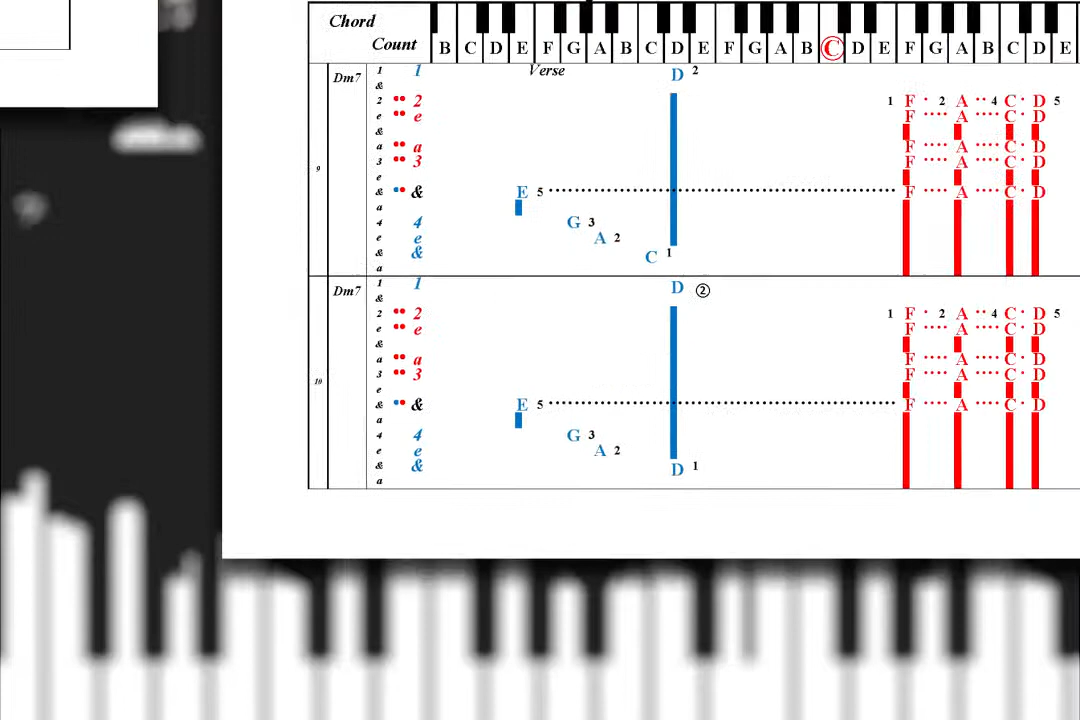 Chord
Count B C D E F G A B C D E F G A B C D E F G A B C D E
Dm7 1 1 Verse D 2
&
2 2 1 F 2 A 4 C D 5
e e F A C D
&
a a F A C D
3 3 F A C D
9 e
& & E 5 F A C D
a
4 4 G 3
e e A 2
& & C 1
a
Dm7 1 1 D ②
&
2 2 1 F 2 A 4 C D 5
e e F A C D
&
a a F A C D
3 3 F A C D
10 e
& & E 5 F A C D
a
4 4 G 3
e e A 2
& & D 1
a